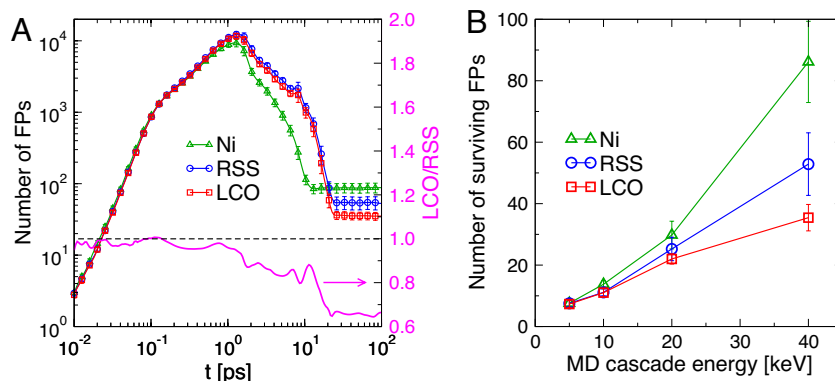 A
Number of FPs
10^4
10^3
10^2
10^1
10^0
10^-2
10^-1
10^0
10^1
10^2
t [ps]
Ni
RSS
LCO
2.0
1.8
1.6
1.4
1.2
1.0
0.8
0.6
LCO/RSS
B
Number of surviving FPs
100
80
60
40
20
0
0
10
20
30
40
MD cascade energy [keV]
Ni
RSS
LCO